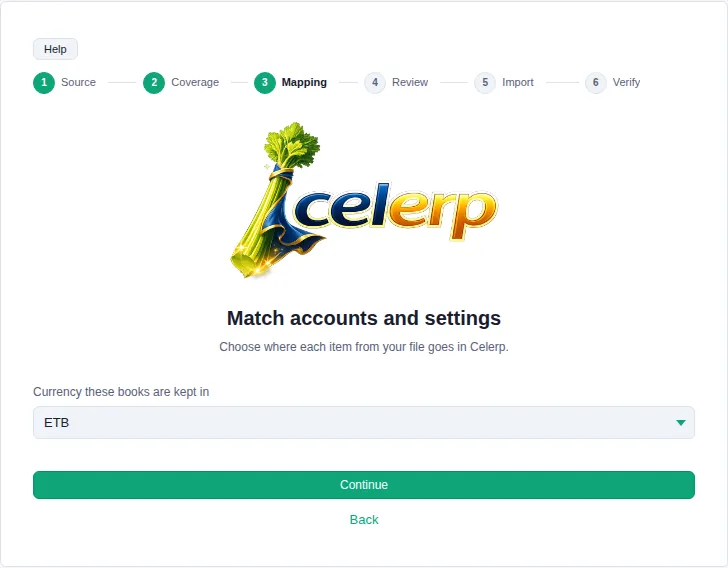 Help
1 Source 2 Coverage 3 Mapping 4 Review 5 Import 6 Verify
celerp
Match accounts and settings
Choose where each item from your file goes in Celerp.
Currency these books are kept in
ETB
Continue
Back